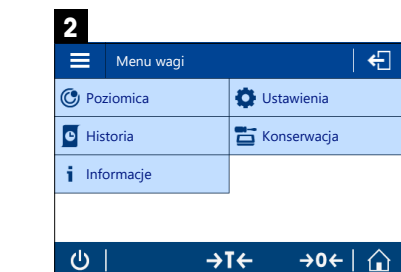 2
Menu wagi
Poziomica Ustawienia
Historia Konserwacja
Informacje
→T← →0←